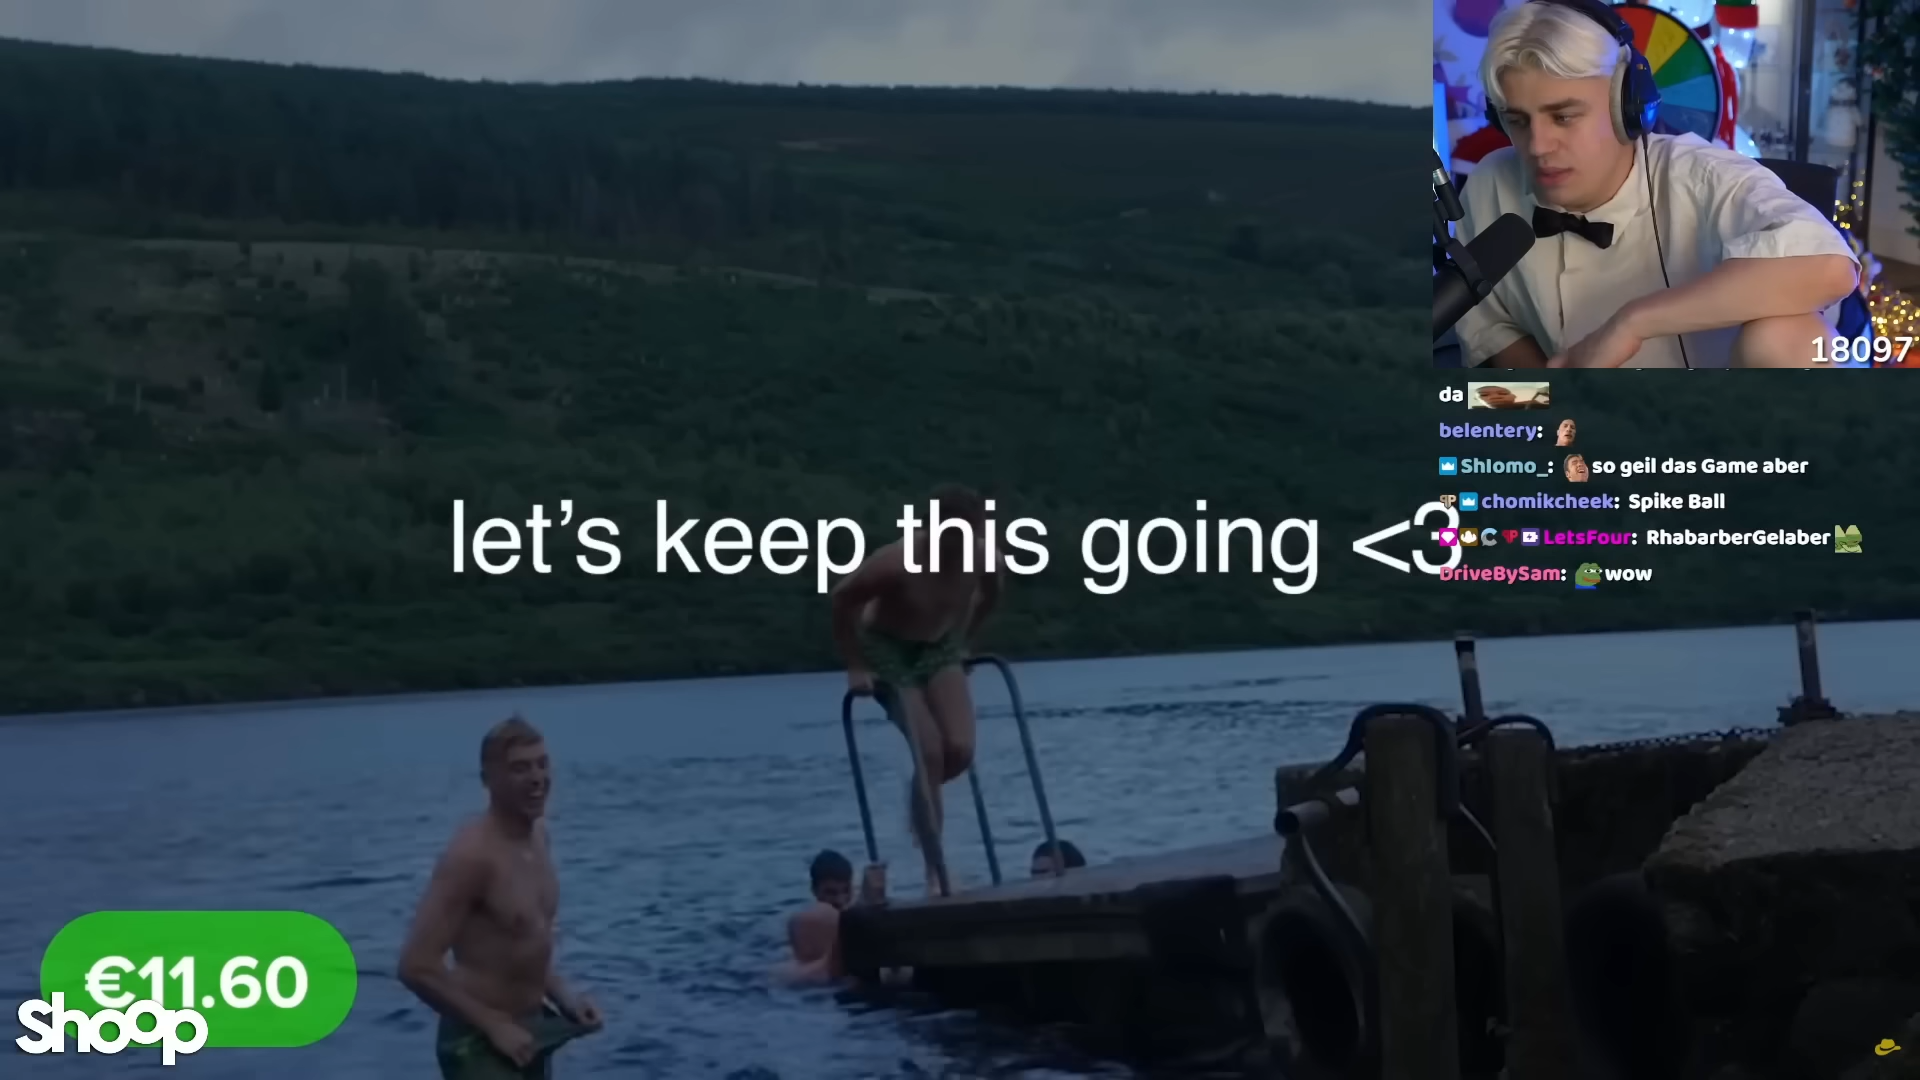 18097
da
belentery:
Shlomo_: so geil das Game aber
chomikcheek: Spike Ball
let's keep this going <3
LetsFour: RhabarberGelaber
DriveBySam: wow
€11.60
shoop